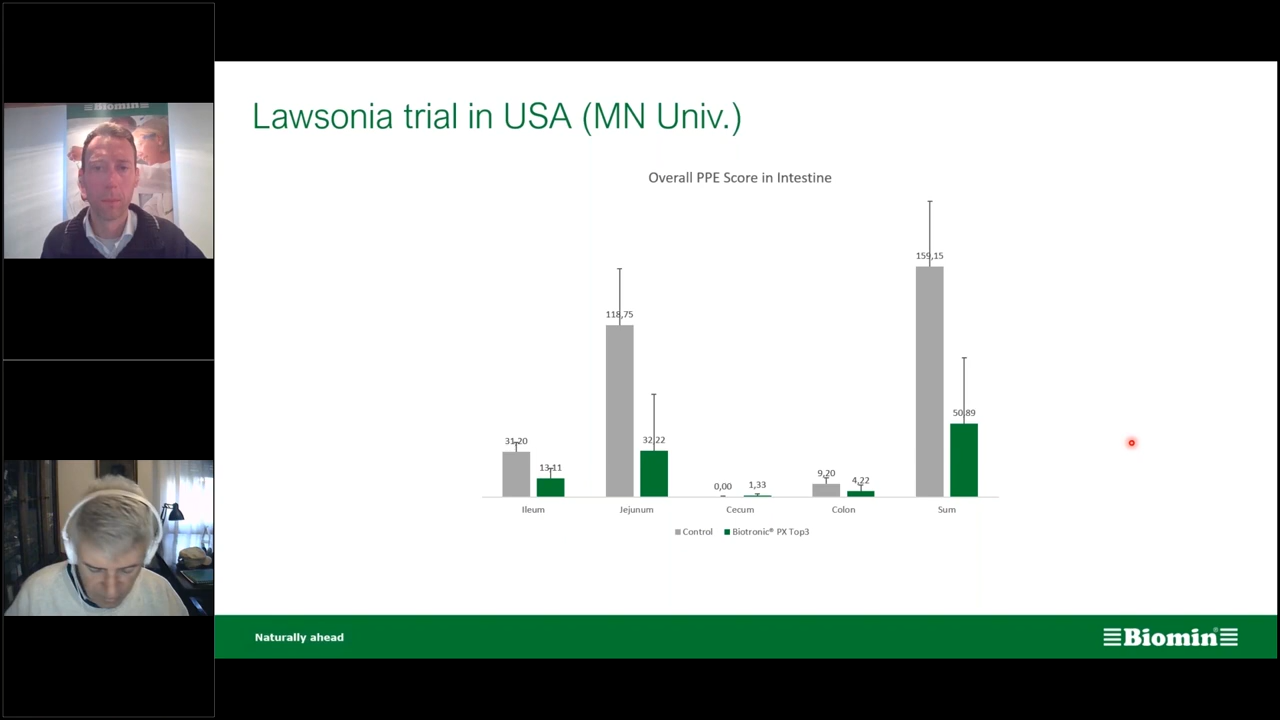 Biomin
Lawsonia trial in USA (MN Univ.)
Overall PPE Score in Intestine
159,15
118,75
50,89
31,20
32,22
13,11
9,20
4,22
0,00
1,33
Ileum
Jejunum
Cecum
Colon
Sum
Control
Biotronic® PX Top3
Naturally ahead
Biomin®